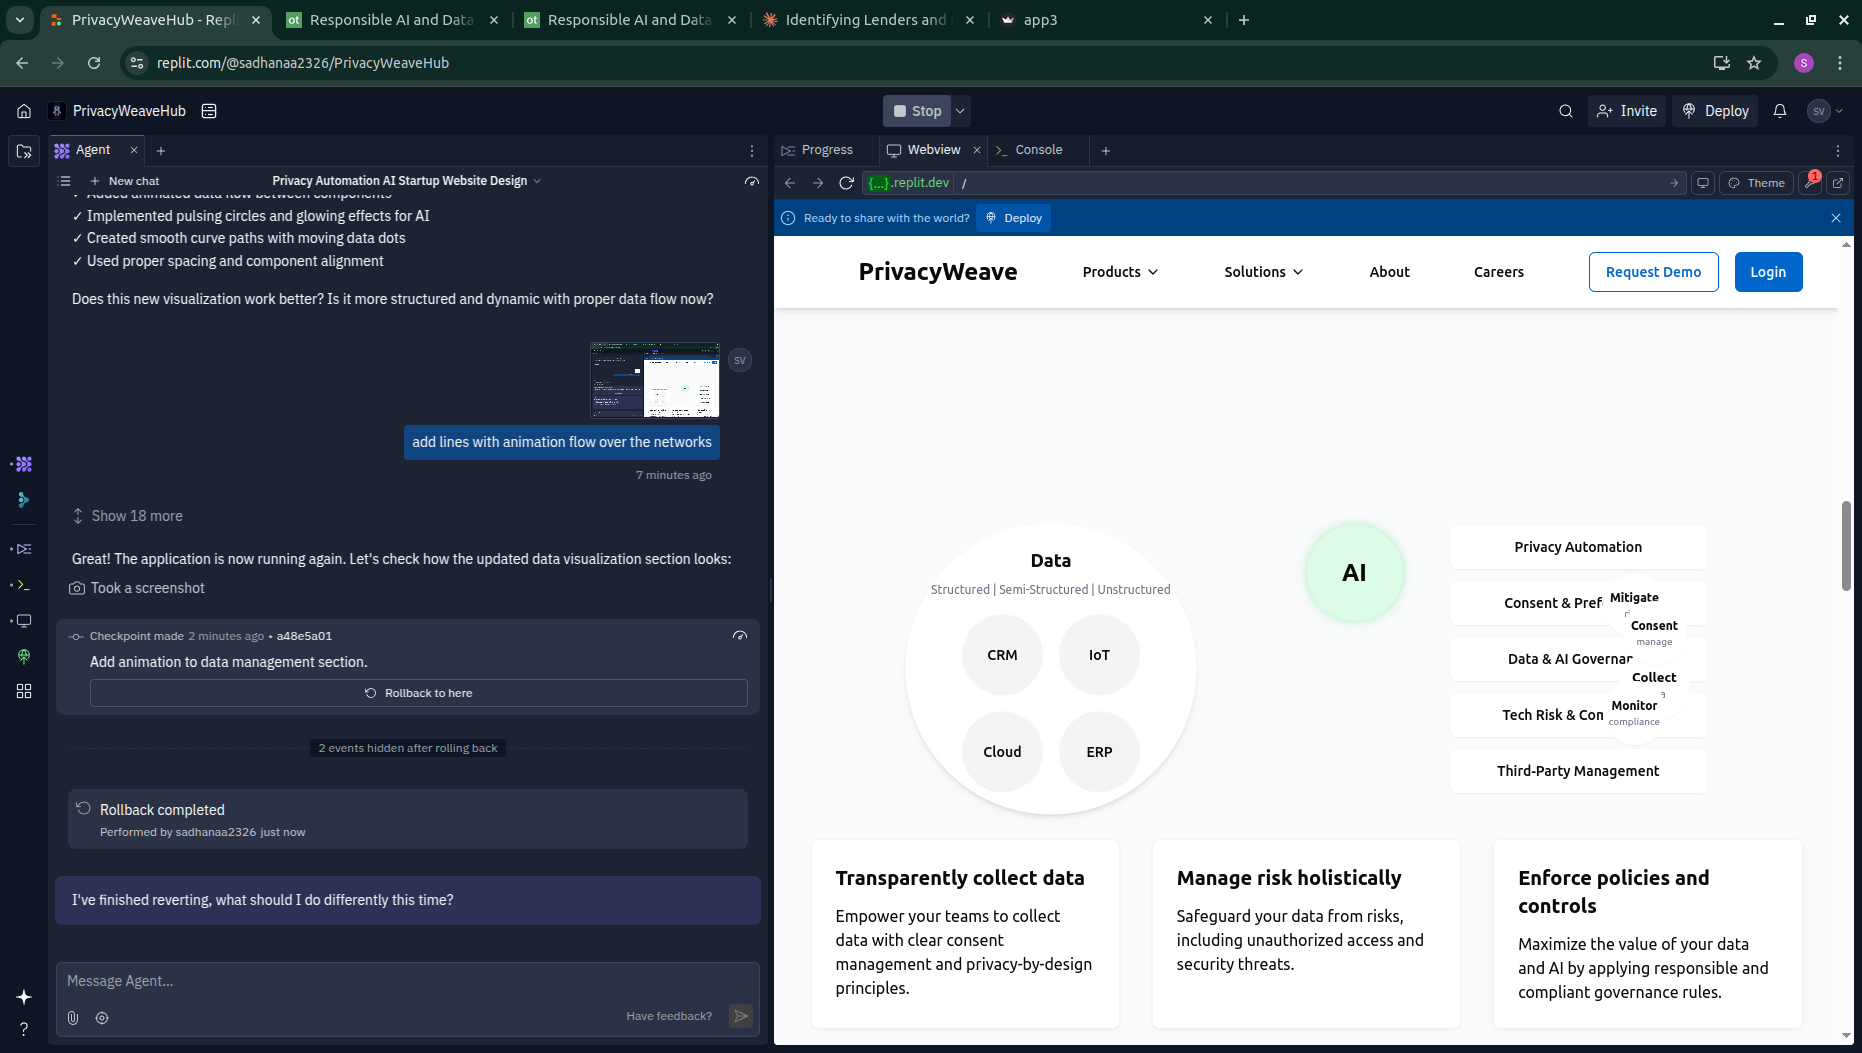 PrivacyWeaveHub - Repl
Responsible AI and Data
Responsible AI and Data
Identifying Lenders and
app3
replit.com/@sadhanaa2326/PrivacyWeaveHub
S
PrivacyWeaveHub
Stop
Invite
Deploy
SV
Agent
New chat
Privacy Automation AI Startup Website Design
✓ Added animated data flow between components
✓ Implemented pulsing circles and glowing effects for AI
✓ Created smooth curve paths with moving data dots
✓ Used proper spacing and component alignment
Does this new visualization work better? Is it more structured and dynamic with proper data flow now?
SV
add lines with animation flow over the networks
7 minutes ago
Show 18 more
Great! The application is now running again. Let's check how the updated data visualization section looks:
Took a screenshot
Checkpoint made 2 minutes ago • a48e5a01
Add animation to data management section.
Rollback to here
2 events hidden after rolling back
Rollback completed
Performed by sadhanaa2326 just now
I've finished reverting, what should I do differently this time?
Message Agent...
Have feedback?
Progress
Webview
Console
{...}.replit.dev /
Theme
1
Ready to share with the world?
Deploy
PrivacyWeave
Products
Solutions
About
Careers
Request Demo
Login
Data
Structured | Semi-Structured | Unstructured
CRM
IoT
Cloud
ERP
AI
Privacy Automation
Consent & Pref
Mitigate
Consent
manage
Data & AI Governan
Collect
Tech Risk & Com
Monitor
compliance
Third-Party Management
Transparently collect data
Empower your teams to collect
data with clear consent
management and privacy-by-design
principles.
Manage risk holistically
Safeguard your data from risks,
including unauthorized access and
security threats.
Enforce policies and
controls
Maximize the value of your data
and AI by applying responsible and
compliant governance rules.